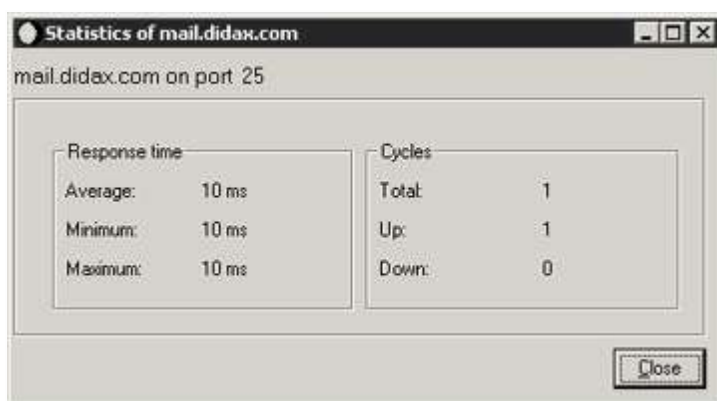 Statistics of mail.didax.com
mail.didax.com on port 25
Response time
Average: 10 ms
Minimum: 10 ms
Maximum: 10 ms
Cycles
Total: 1
Up: 1
Down: 0
Close